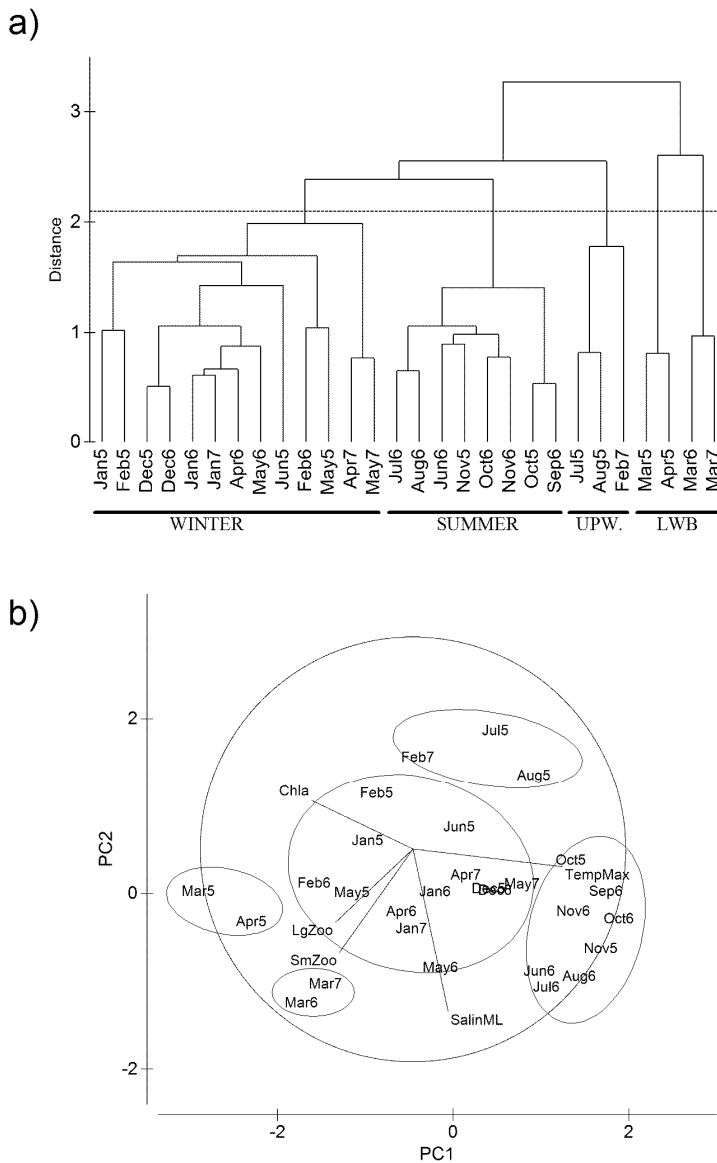 a)
3
2
1
0
Distance
Jan5 Feb5 Dec5 Dec6 Jan6 Jan7 Apr6 May6 Jun5 Feb6 May5 Apr7 May7 Jul6 Aug6 Jun6 Nov5 Oct6 Nov6 Oct5 Sep6 Jul5 Aug5 Feb7 Mar5 Apr5 Mar6 Mar7
WINTER SUMMER UPW. LWB
b)
2
0
-2
PC2
Jul5
Feb7
Aug5
Chla
Feb5
Jun5
Jan5
Oct5
Apr7
TempMax
Feb6
May7
Mar5
May5
Jan6
Dec5
Dec6
Sep6
Apr6
Nov6
Apr5
Jan7
Oct6
LgZoo
Nov5
SmZoo
May6
Jun6
Aug6
Mar7
Jul6
Mar6
SalinML
-2 0 2
PC1